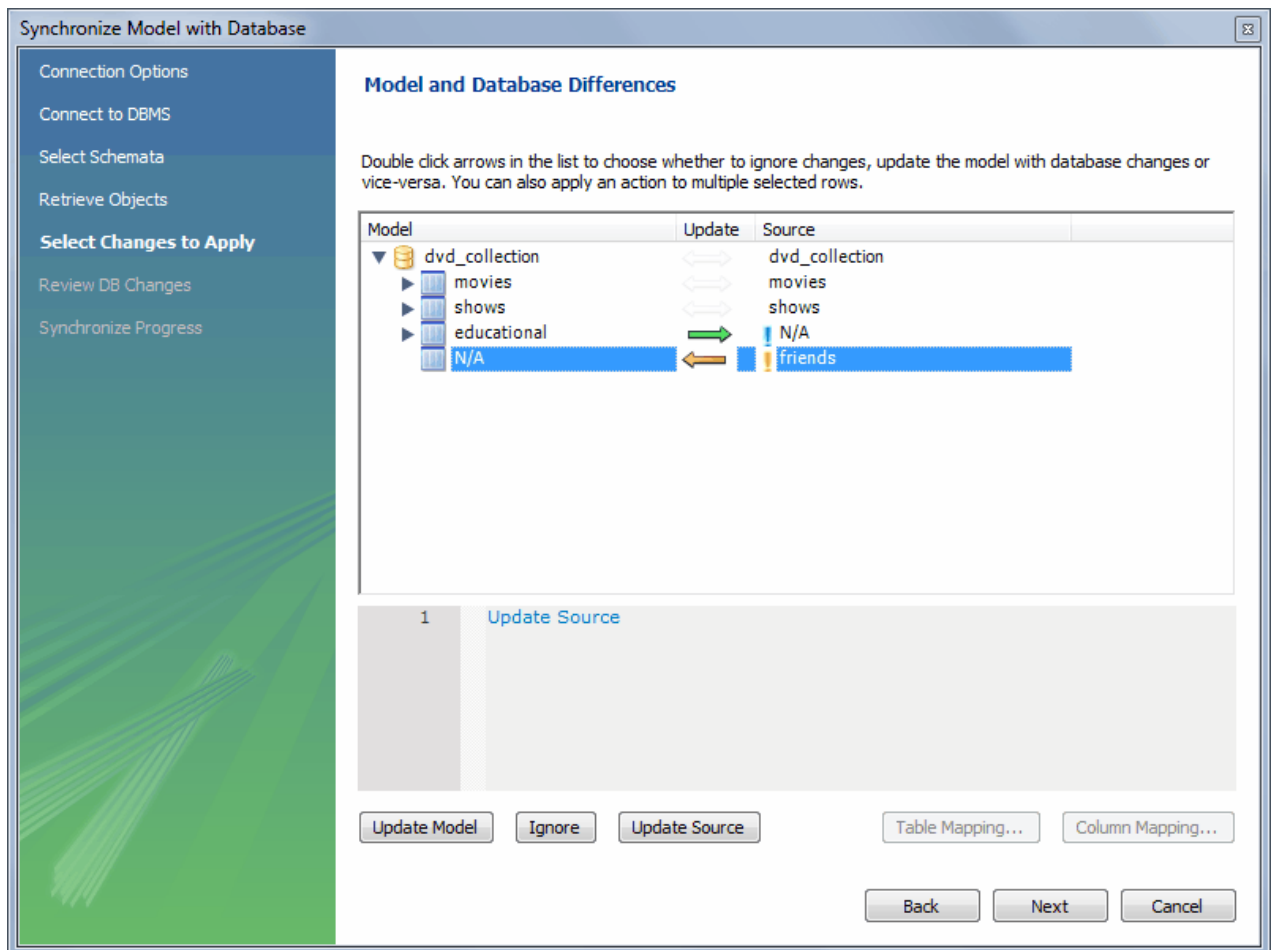 Synchronize Model with Database
Connection Options
Connect to DBMS
Select Schemata
Retrieve Objects
Select Changes to Apply
Review DB Changes
Synchronize Progress
Model and Database Differences
Double click arrows in the list to choose whether to ignore changes, update the model with database changes or
vice-versa. You can also apply an action to multiple selected rows.
Model Update Source
dvd_collection dvd_collection
movies movies
shows shows
educational N/A
N/A friends
1 Update Source
Update Model Ignore Update Source Table Mapping... Column Mapping...
Back Next Cancel